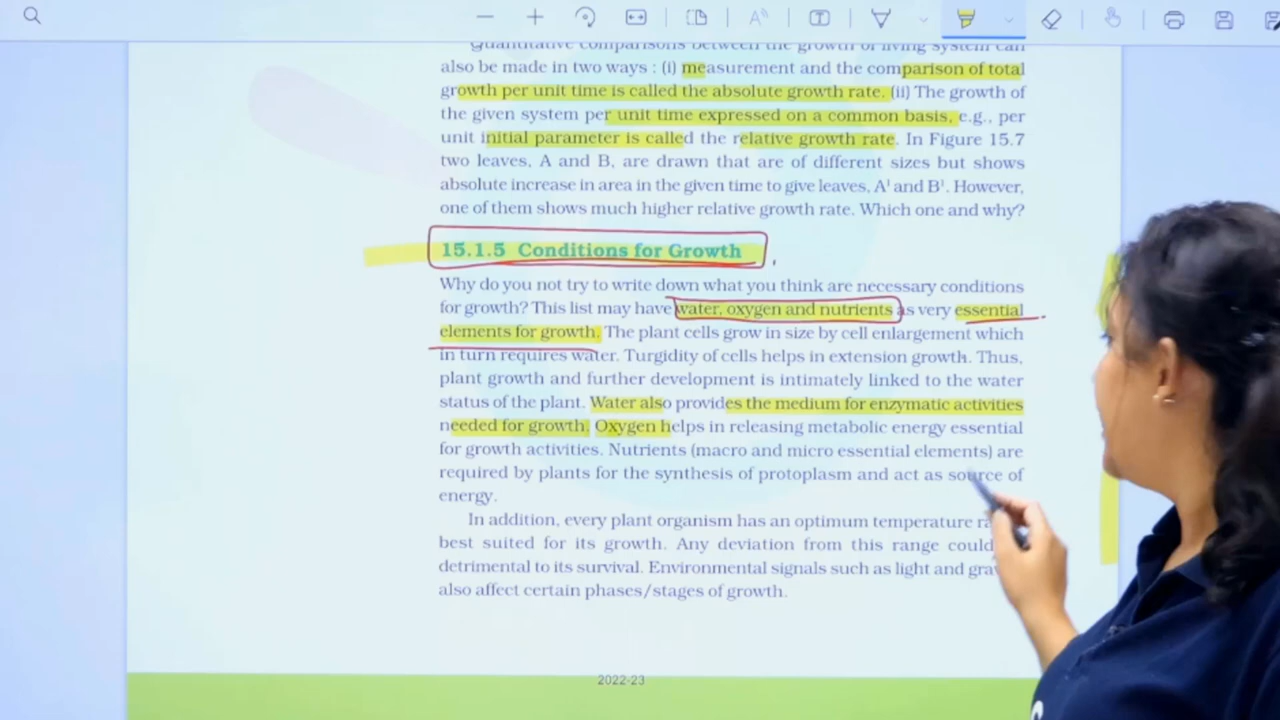 Quantitative comparisons between the growth of living system can
also be made in two ways : (i) measurement and the comparison of total
growth per unit time is called the absolute growth rate. (ii) The growth of
the given system per unit time expressed on a common basis, e.g., per
unit initial parameter is called the relative growth rate. In Figure 15.7
two leaves, A and B, are drawn that are of different sizes but shows
absolute increase in area in the given time to give leaves, A¹ and B¹. However,
one of them shows much higher relative growth rate. Which one and why?
15.1.5 Conditions for Growth
Why do you not try to write down what you think are necessary conditions
for growth? This list may have water, oxygen and nutrients as very essential
elements for growth. The plant cells grow in size by cell enlargement which
in turn requires water. Turgidity of cells helps in extension growth. Thus,
plant growth and further development is intimately linked to the water
status of the plant. Water also provides the medium for enzymatic activities
needed for growth. Oxygen helps in releasing metabolic energy essential
for growth activities. Nutrients (macro and micro essential elements) are
required by plants for the synthesis of protoplasm and act as source of
energy.
In addition, every plant organism has an optimum temperature
best suited for its growth. Any deviation from this range could
detrimental to its survival. Environmental signals such as light and
also affect certain phases/stages of growth.
2022-23